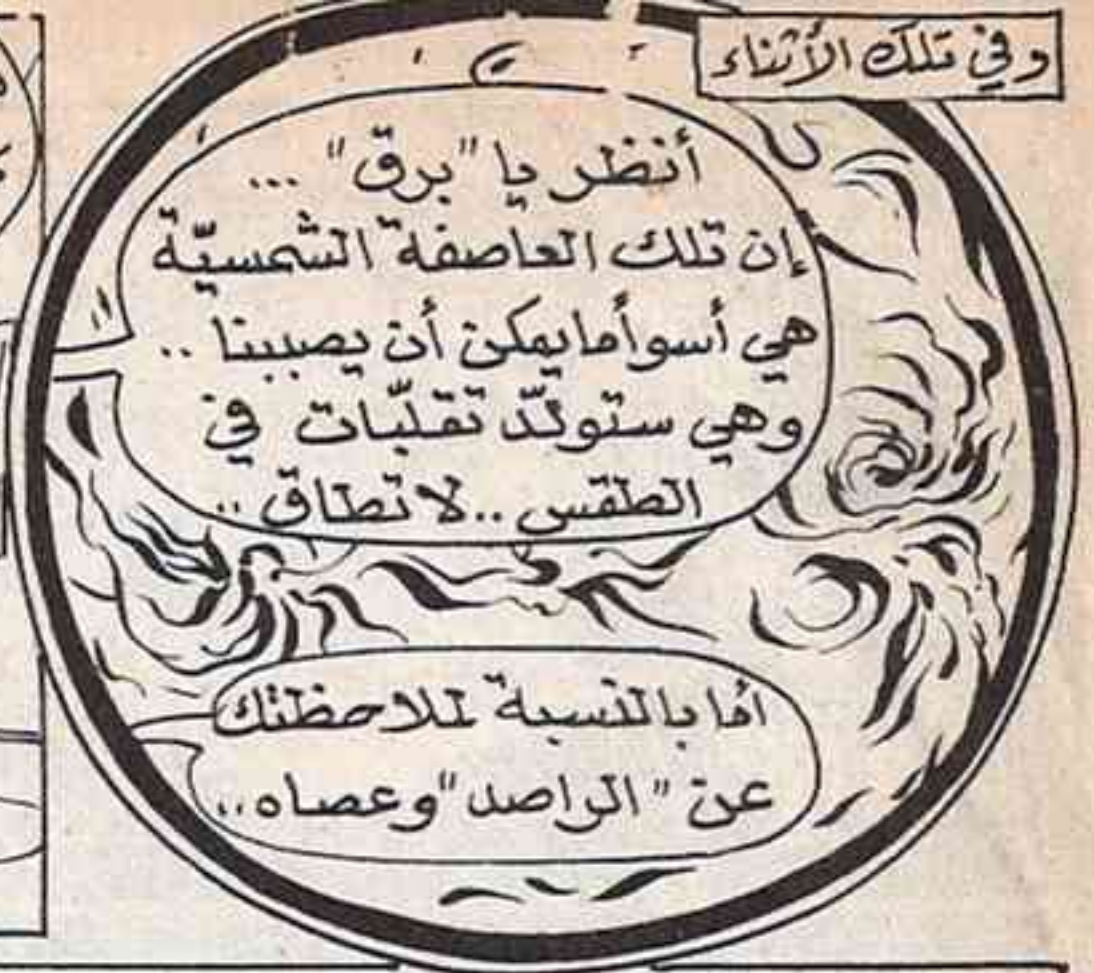 وفي تلك الأثناء
أنظر يا "برق" ...
إن تلك العاصفة الشمسيّة
هي أسوأ ما يمكن أن يصيبنا ..
وهي ستولّد تقلّبات في
الطقس .. لا تطاق ..
أما بالنسبة لملاحظتك
عن "الراصد" وعصاه ..